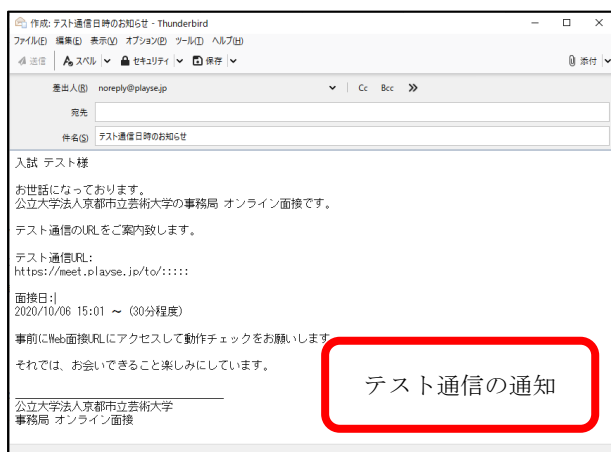 作成: テスト通信日時のお知らせ - Thunderbird
ファイル(F) 編集(E) 表示(V) オプション(P) ツール(T) ヘルプ(H)
送信 スペル セキュリティ 保存 添付
差出人(R) noreply@playse.jp Cc Bcc
宛先
件名(S) テスト通信日時のお知らせ
入試 テスト様
お世話になっております。
公立大学法人京都市立芸術大学の事務局 オンライン面接です。
テスト通信のURLをご案内致します。
テスト通信URL:
https://meet.playse.jp/to/:::::
面接日:
2020/10/06 15:01 ～ (30分程度)
事前にWeb面接URLにアクセスして動作チェックをお願いします
それでは、お会いできること楽しみにしています。
テスト通信の通知
公立大学法人京都市立芸術大学
事務局 オンライン面接